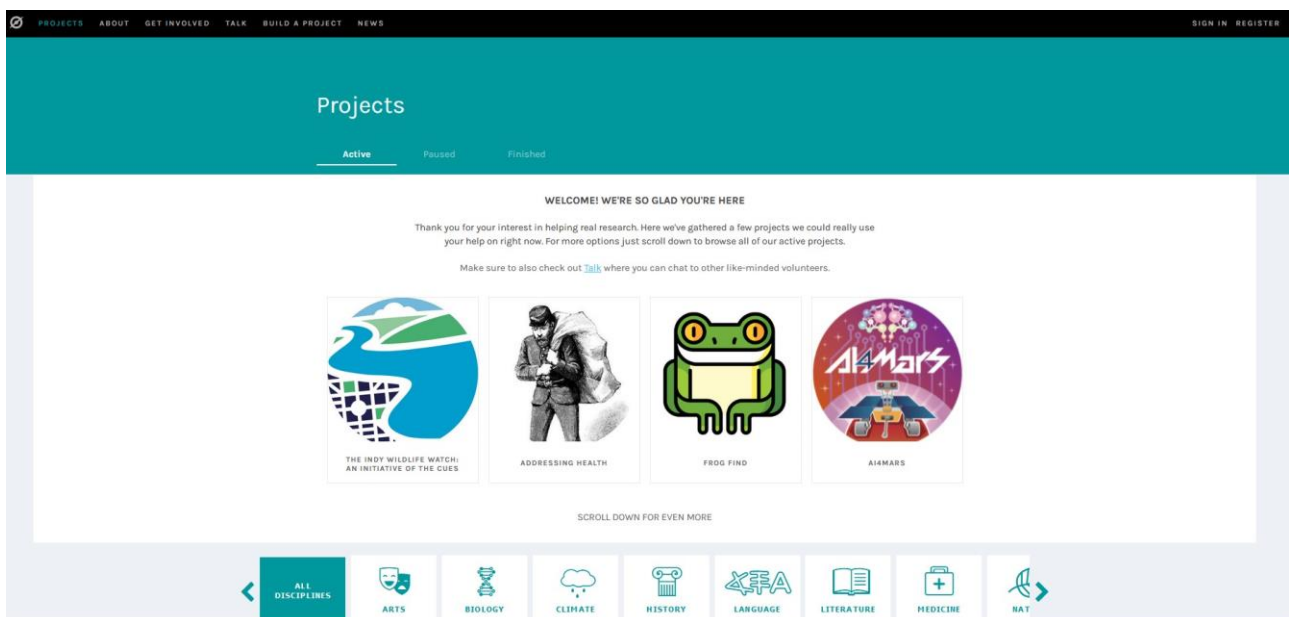 PROJECTS ABOUT GET INVOLVED TALK BUILD A PROJECT NEWS SIGN IN REGISTER
Projects
Active Paused Finished
WELCOME! WE'RE SO GLAD YOU'RE HERE
Thank you for your interest in helping real research. Here we've gathered a few projects we could really use
your help on right now. For more options just scroll down to browse all of our active projects.
Make sure to also check out Talk where you can chat to other like-minded volunteers.
AI4Mars
THE INDY WILDLIFE WATCH:
AN INITIATIVE OF THE CUES
ADDRESSING HEALTH
FROG FIND
AI4MARS
SCROLL DOWN FOR EVEN MORE
ALL
DISCIPLINES
ARTS
BIOLOGY
CLIMATE
HISTORY
LANGUAGE
LITERATURE
MEDICINE
NAT